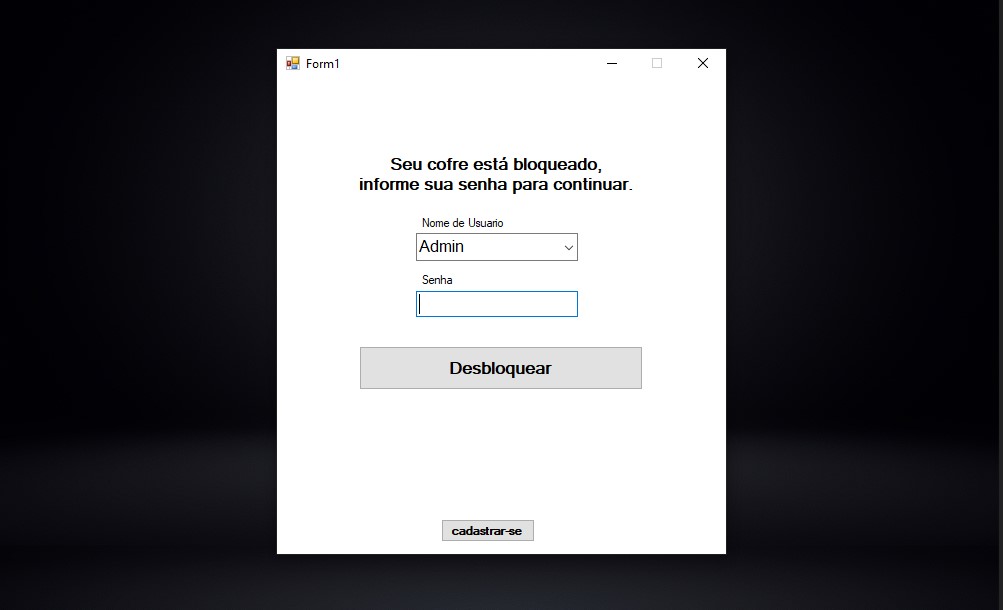 Form1
Seu cofre está bloqueado,
informe sua senha para continuar.
Nome de Usuario
Admin
Senha
Desbloquear
cadastrar-se